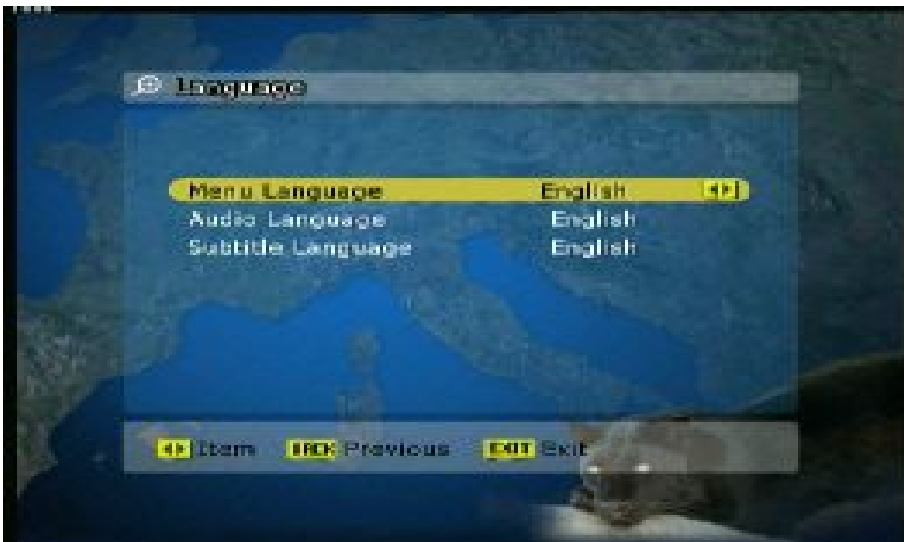 Language
Menu Language English
Audio Language English
Subtitle Language English
Item BACK Previous EXIT Exit